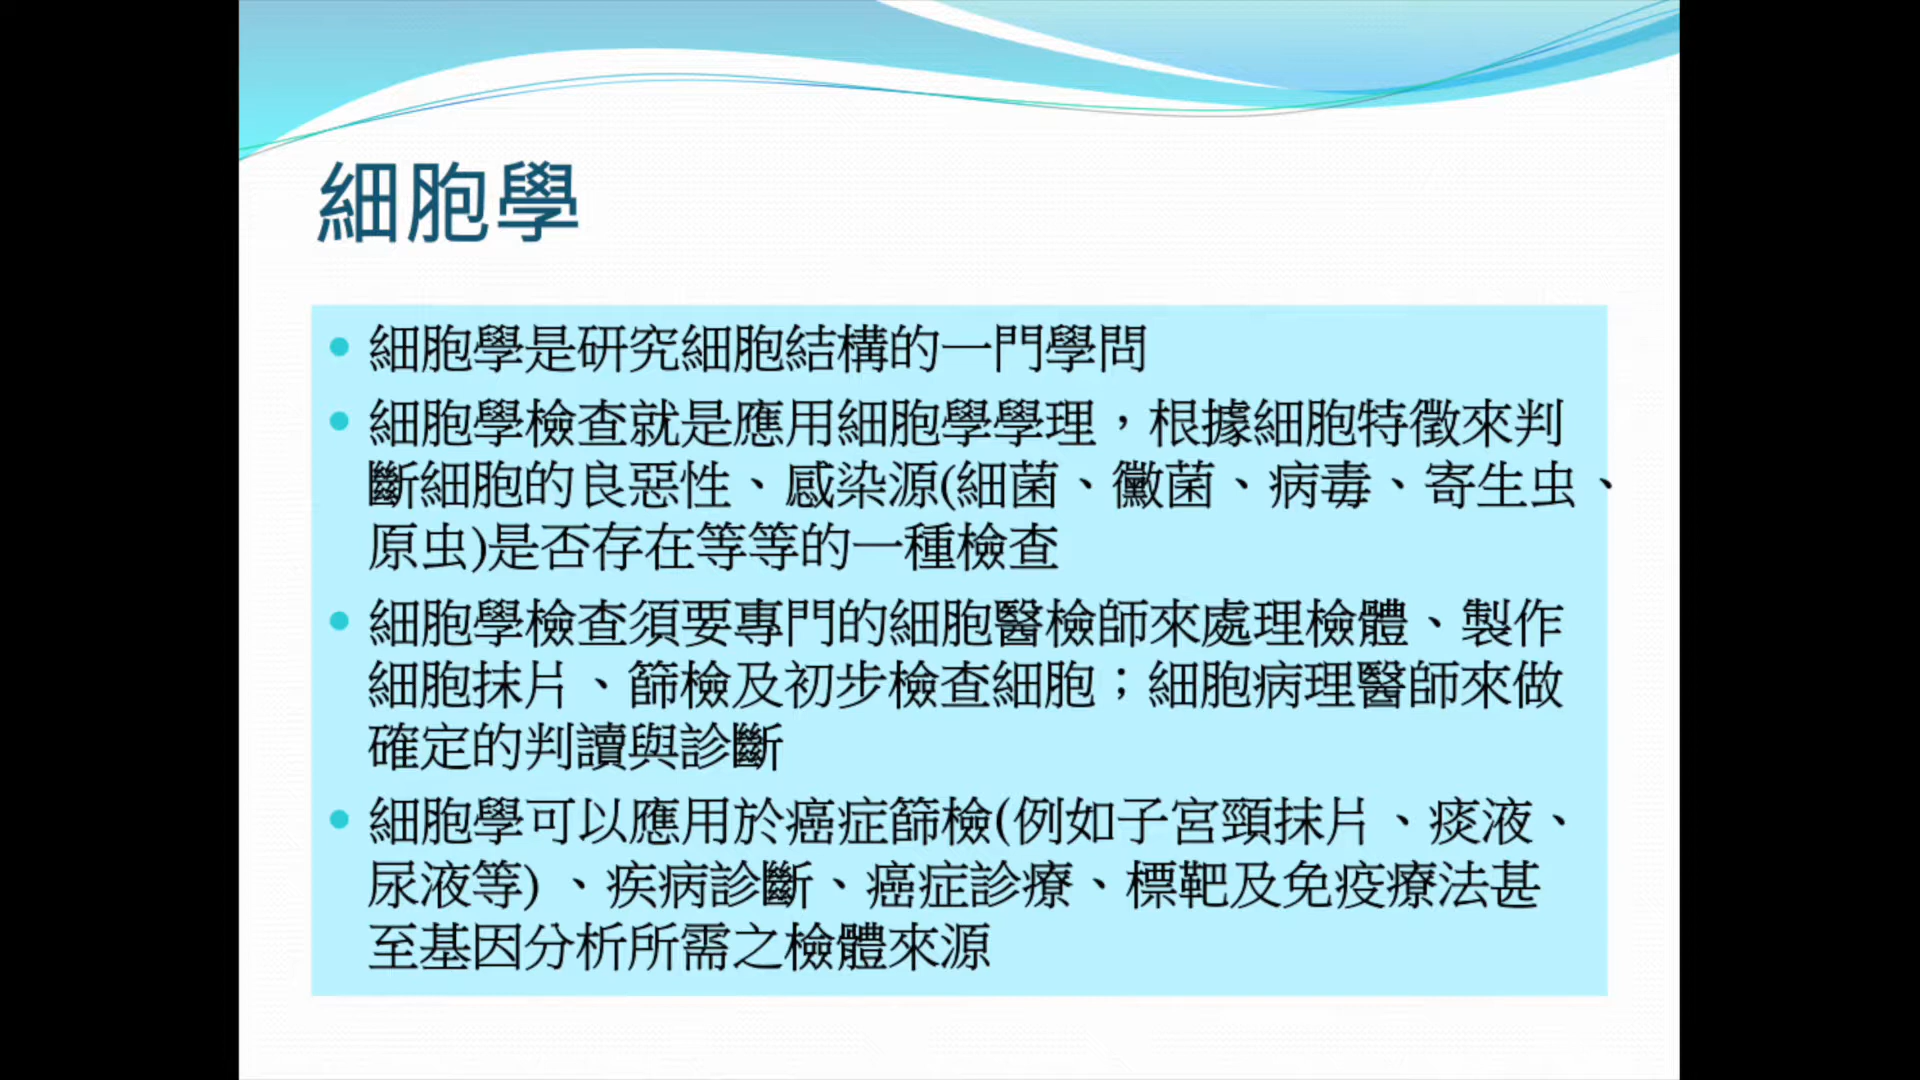 細胞學
細胞學是研究細胞結構的一門學問
細胞學檢查就是應用細胞學學理，根據細胞特徵來判
斷細胞的良惡性、感染源(細菌、黴菌、病毒、寄生虫、
原虫)是否存在等等的一種檢查
細胞學檢查須要專門的細胞醫檢師來處理檢體、製作
細胞抹片、篩檢及初步檢查細胞；細胞病理醫師來做
確定的判讀與診斷
細胞學可以應用於癌症篩檢(例如子宮頸抹片、痰液、
尿液等) 、疾病診斷、癌症診療、標靶及免疫療法甚
至基因分析所需之檢體來源